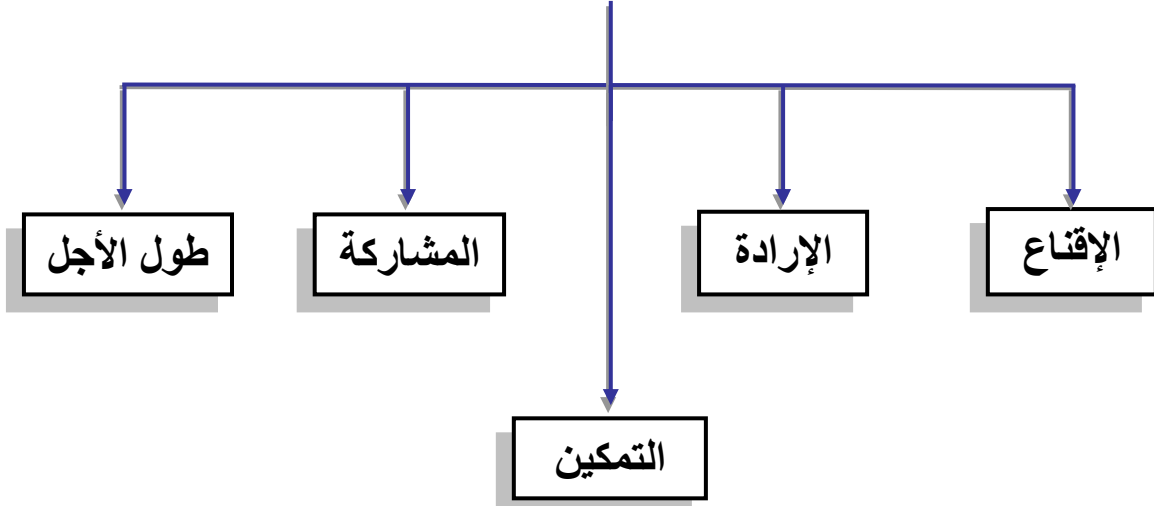 الإقناع
الإرادة
المشاركة
طول الأجل
التمكين